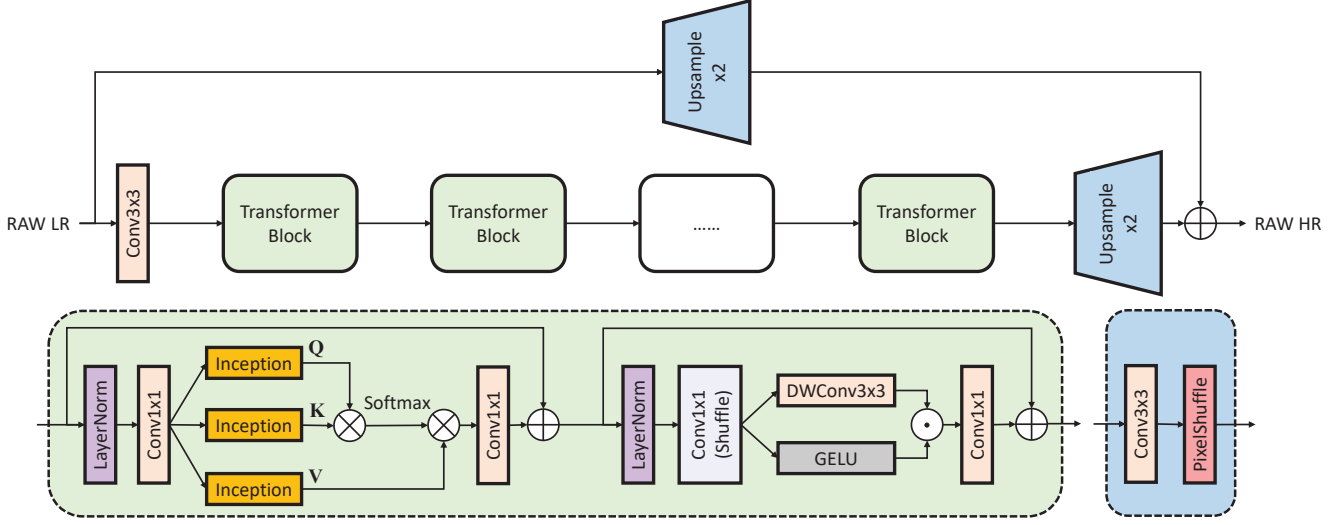 Upsample
x2
RAW LR
Conv3x3
Transformer
Block
Transformer
Block
......
Transformer
Block
Upsample
x2
RAW HR
LayerNorm
Conv1x1
Inception
Q
Inception
K
Inception
V
Softmax
Conv1x1
LayerNorm
Conv1x1
(Shuffle)
DWConv3x3
GELU
Conv1x1
Conv3x3
PixelShuffle